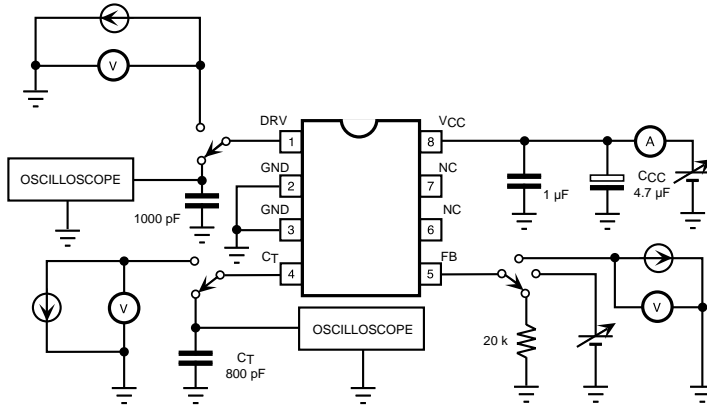 V
DRV
VCC
1
8
A
GND
NC
OSCILLOSCOPE
2
7
CCC
1 µF
4.7 µF
1000 pF
GND
NC
3
6
CT
FB
4
5
V
OSCILLOSCOPE
V
20 k
CT
800 pF